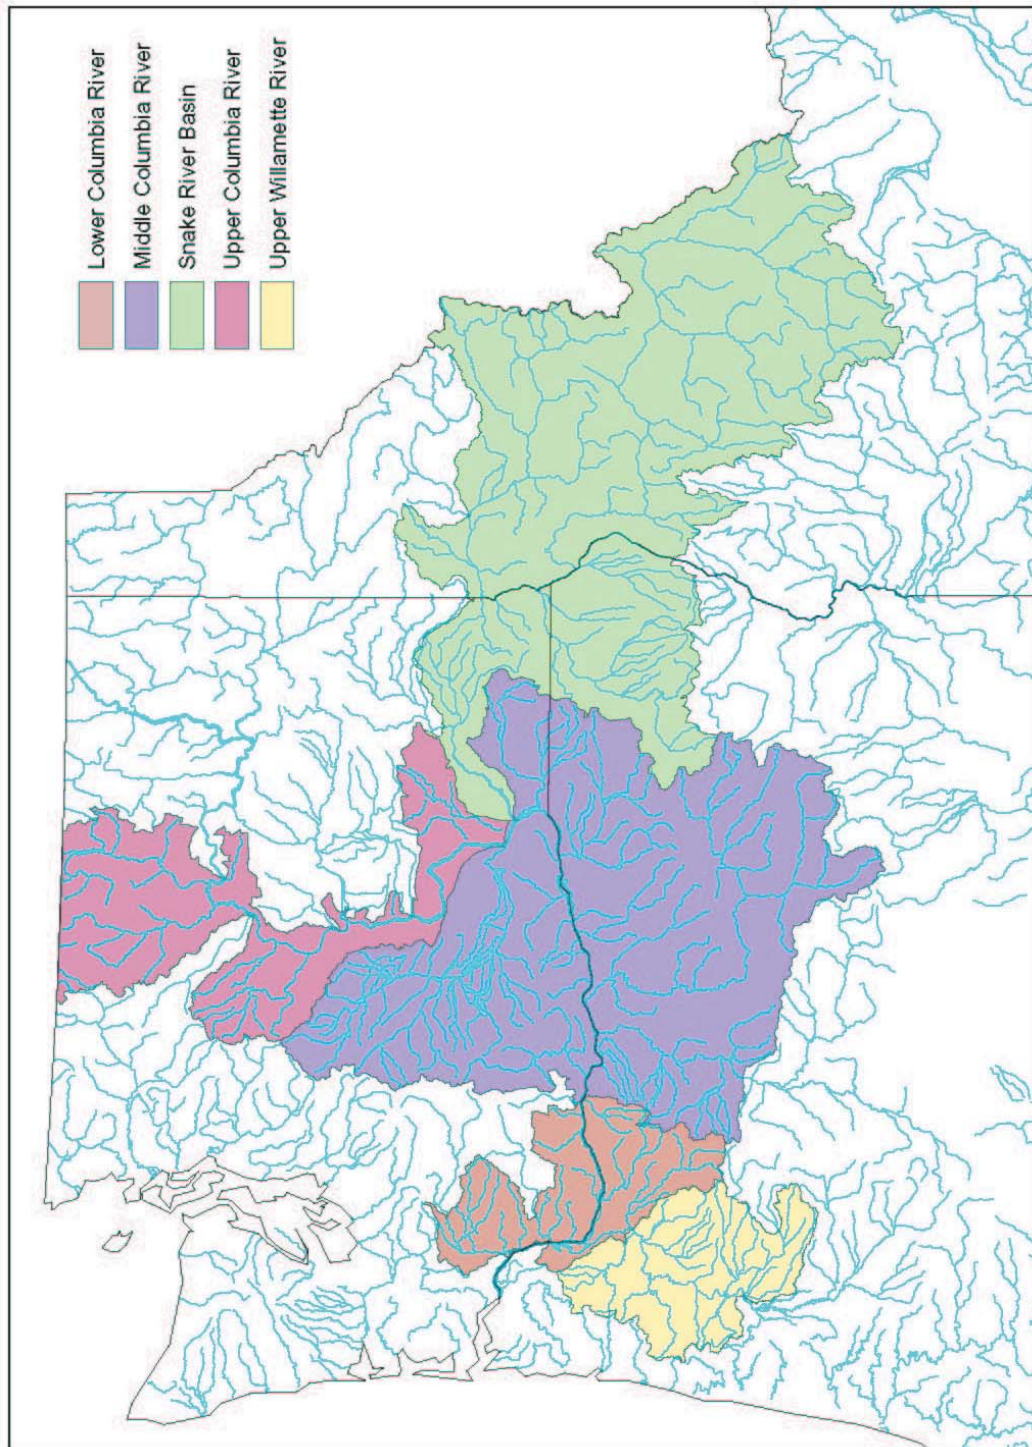 Lower Columbia River
Middle Columbia River
Snake River Basin
Upper Columbia River
Upper Willamette River